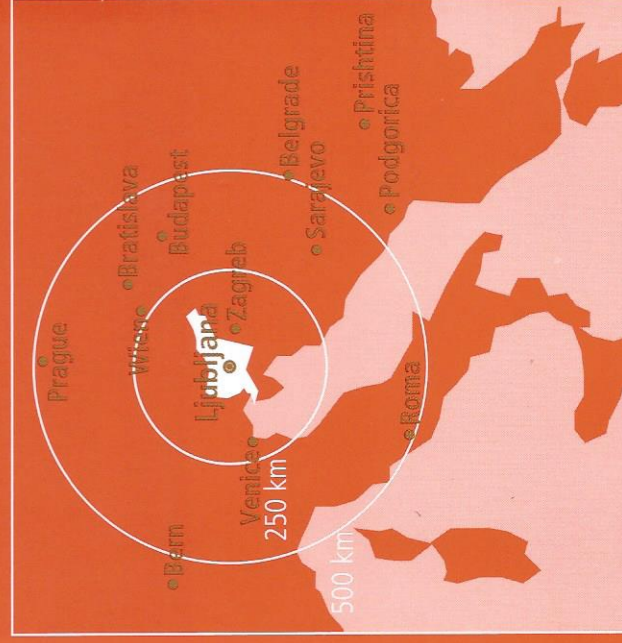 Prague
Bratislava
Wien
Budapest
Bern
Ljubljana
Zagreb
Venice
250 km
Belgrade
Sarajevo
500 km
Prishtina
Podgorica
Roma